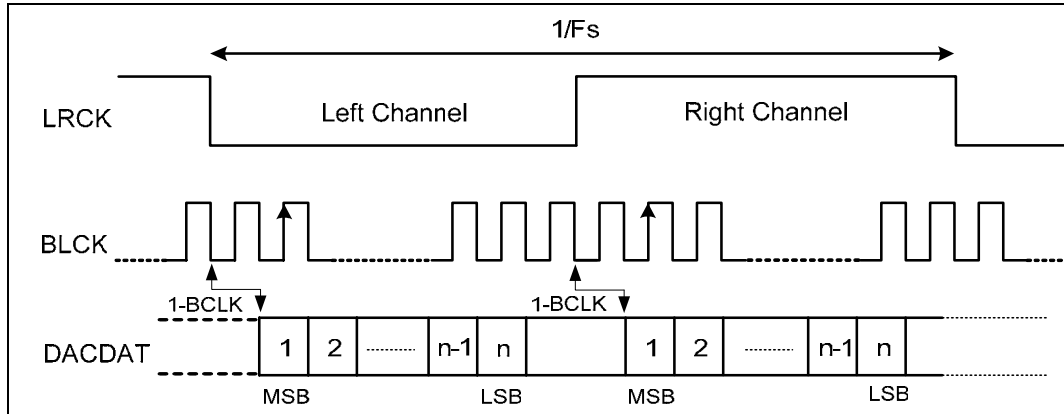 1/Fs
LRCK
Left Channel
Right Channel
BLCK
1-BCLK
1-BCLK
DACDAT
1 2 n-1 n 1 2 n-1 n
MSB LSB MSB LSB